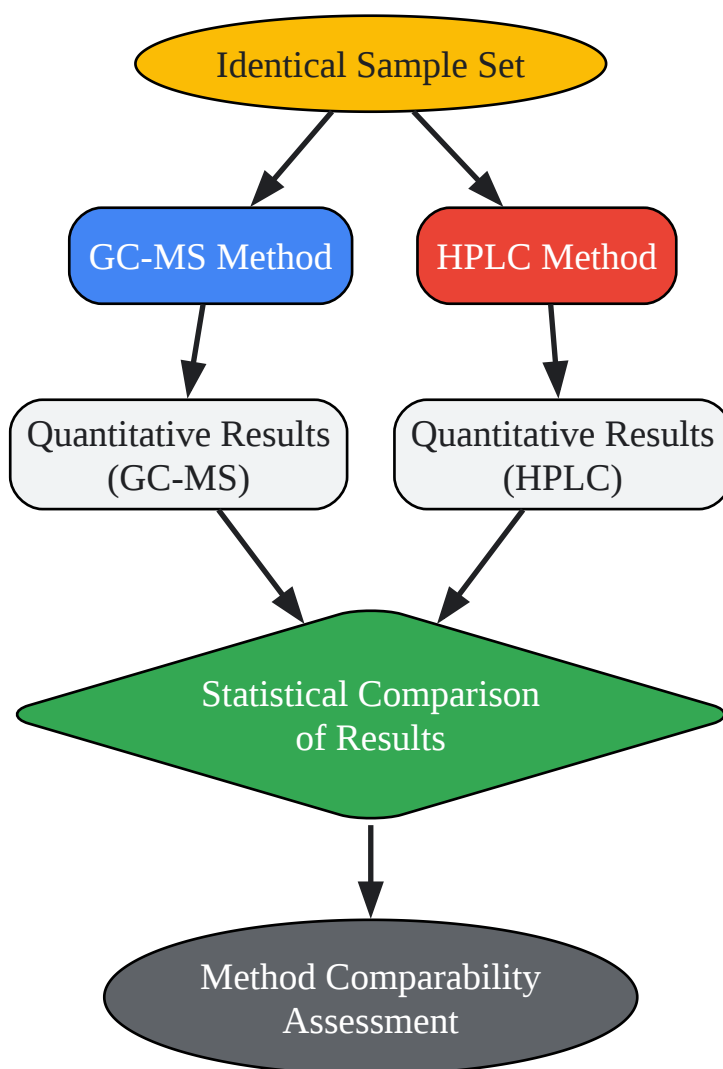 Identical Sample Set
GC-MS Method
HPLC Method
Quantitative Results
(GC-MS)
Quantitative Results
(HPLC)
Statistical Comparison
of Results
Method Comparability
Assessment